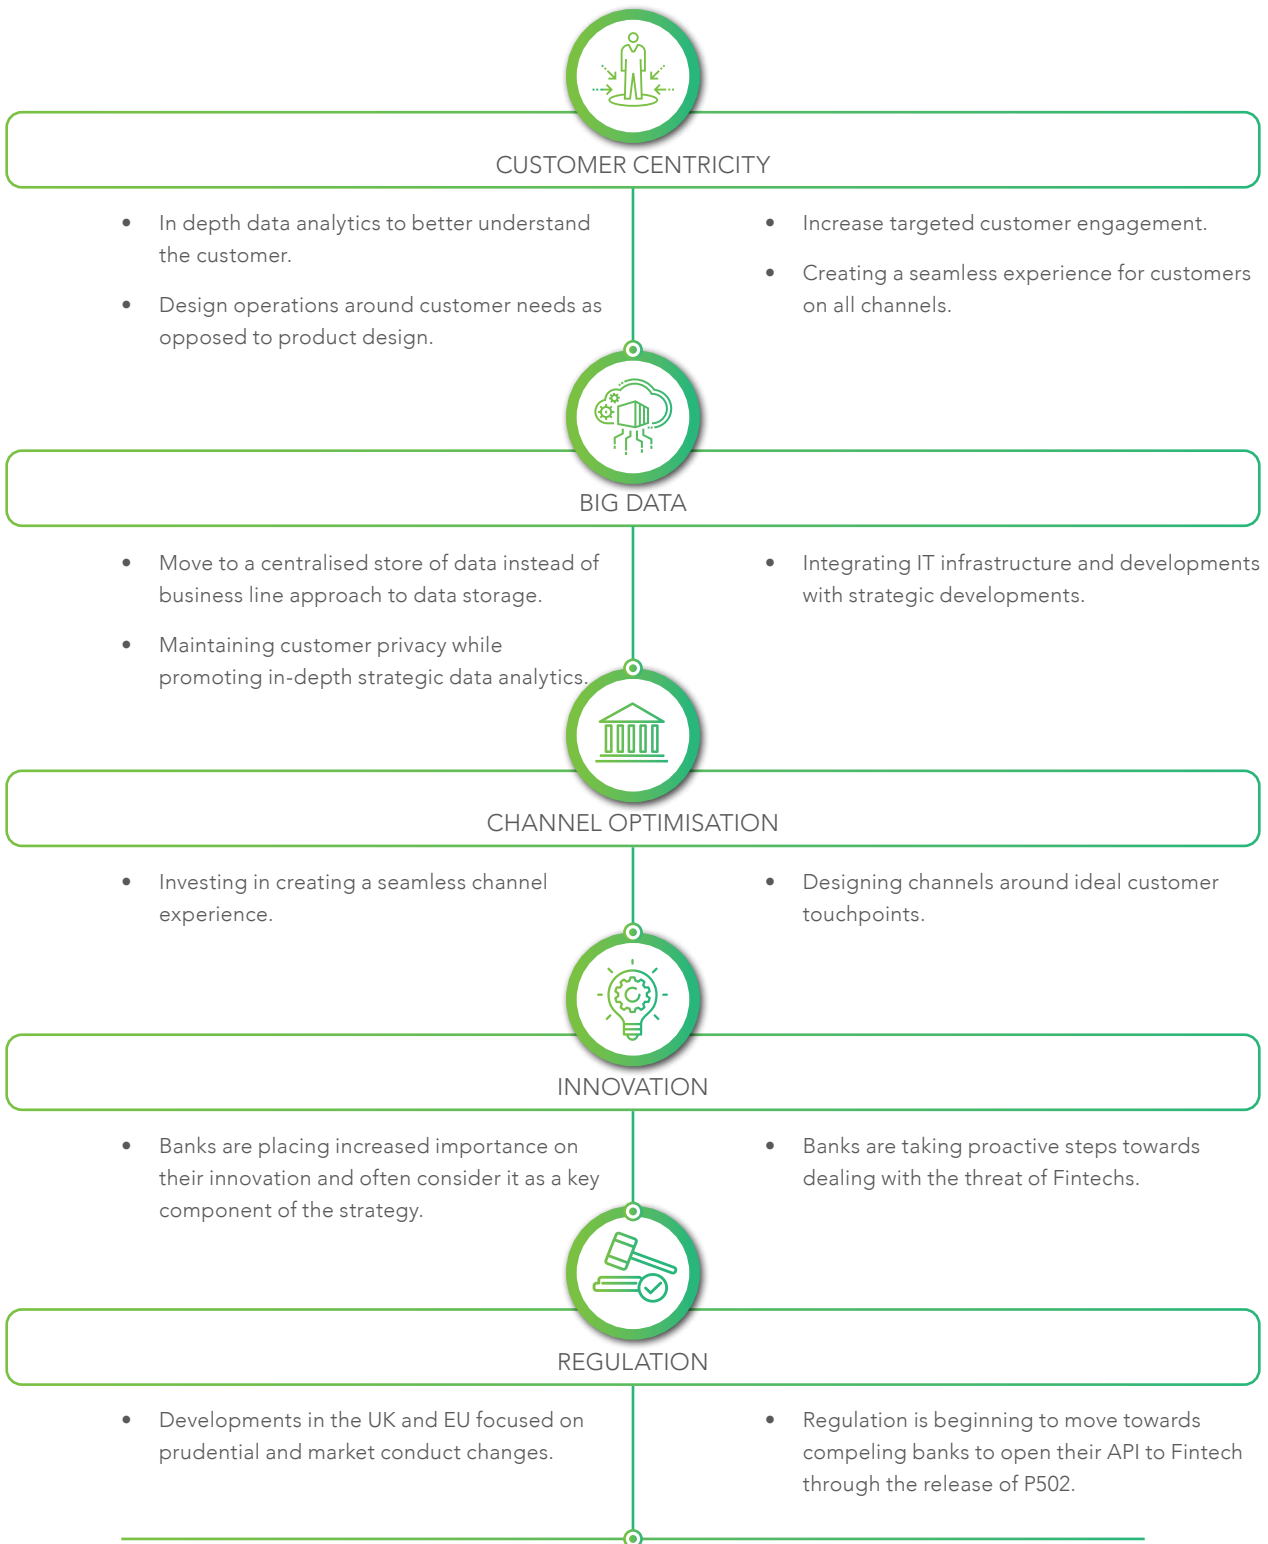 CUSTOMER CENTRICITY
• In depth data analytics to better understand
the customer.
• Design operations around customer needs as
opposed to product design.
• Increase targeted customer engagement.
• Creating a seamless experience for customers
on all channels.
BIG DATA
• Move to a centralised store of data instead of
business line approach to data storage.
• Maintaining customer privacy while
promoting in-depth strategic data analytics.
• Integrating IT infrastructure and developments
with strategic developments.
CHANNEL OPTIMISATION
• Investing in creating a seamless channel
experience.
• Designing channels around ideal customer
touchpoints.
INNOVATION
• Banks are placing increased importance on
their innovation and often consider it as a key
component of the strategy.
• Banks are taking proactive steps towards
dealing with the threat of Fintechs.
REGULATION
• Developments in the UK and EU focused on
prudential and market conduct changes.
• Regulation is beginning to move towards
compeling banks to open their API to Fintech
through the release of P502.